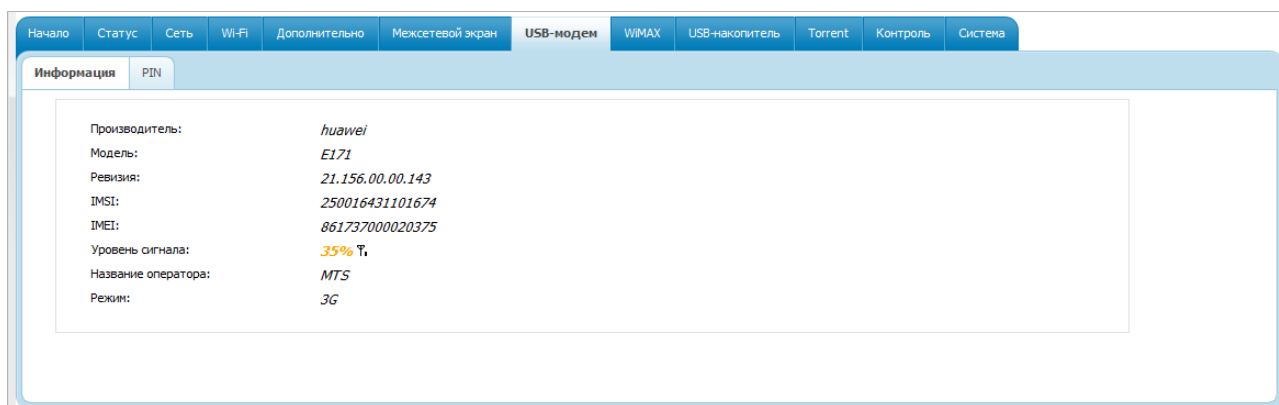 Начало Статус Сеть Wi-Fi Дополнительно Межсетевой экран USB-модем WiMAX USB-накопитель Torrent Контроль Система
Информация PIN
Производитель: huawei
Модель: E171
Ревизия: 21.156.00.00.143
IMSI: 250016431101674
IMEI: 861737000020375
Уровень сигнала: 35%
Название оператора: MTS
Режим: 3G